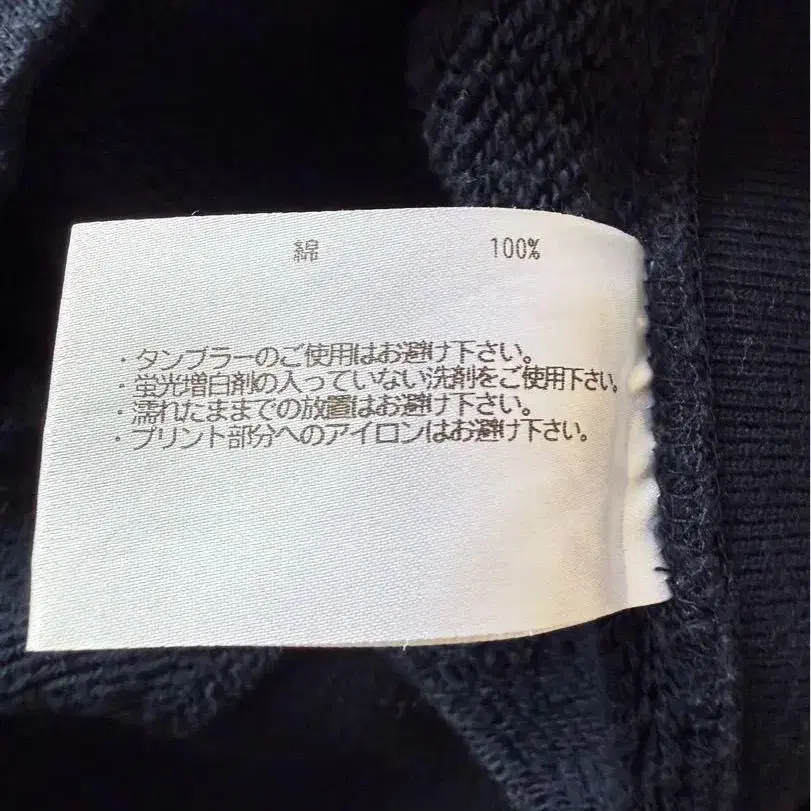 綿 100%
・タンブラーのご使用はお避け下さい。
・蛍光増白剤の入っていない洗剤をご使用下さい。
・濡れたままでの放置はお避け下さい。
・プリント部分へのアイロンはお避け下さい。